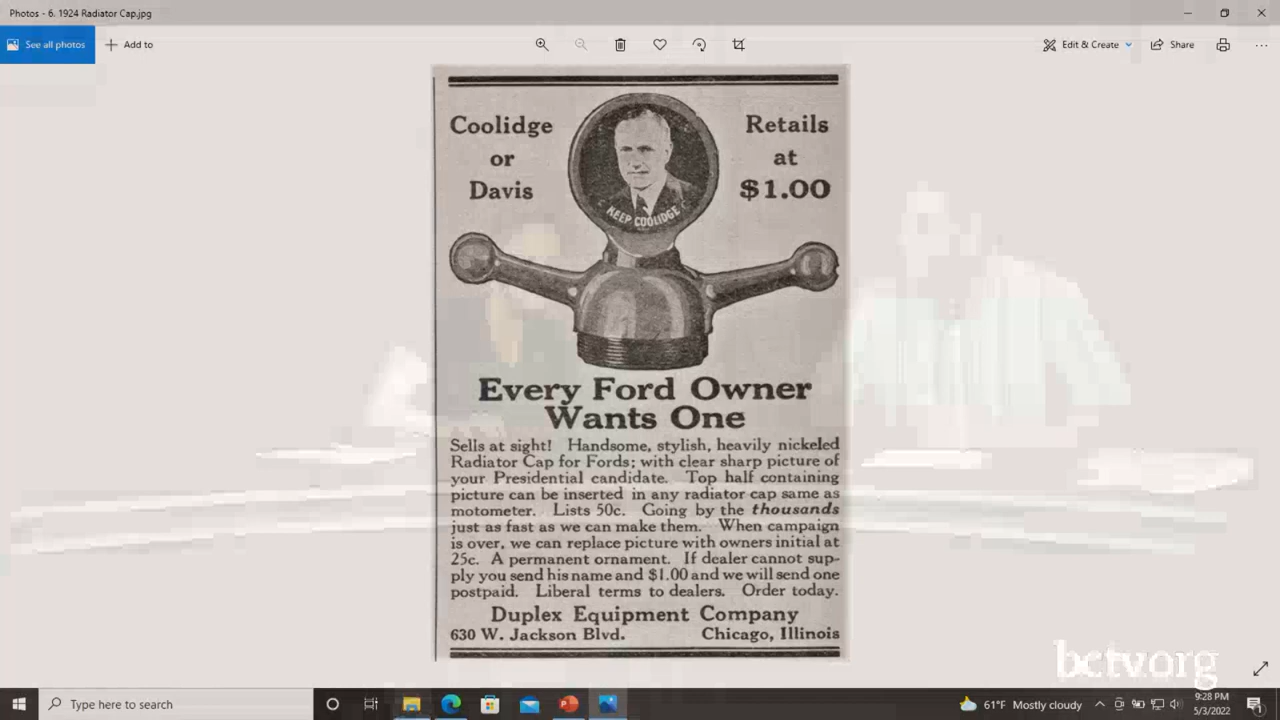 Photos - 6. 1924 Radiator Cap.jpg
See all photos
Add to
Edit & Create
Share
Coolidge
or
Davis
Retails
at
$1.00
KEEP COOLIDGE
Every Ford Owner
Wants One
Sells at sight! Handsome, stylish, heavily nickeled
Radiator Cap for Fords; with clear sharp picture of
your Presidential candidate. Top half containing
picture can be inserted in any radiator cap same as
motometer. Lists 50c. Going by the thousands
just as fast as we can make them. When campaign
is over, we can replace picture with owners initial at
25c. A permanent ornament. If dealer cannot sup-
ply you send his name and $1.00 and we will send one
postpaid. Liberal terms to dealers. Order today.
Duplex Equipment Company
630 W. Jackson Blvd. Chicago, Illinois
bctv.org
Type here to search
61°F Mostly cloudy
9:28 PM
5/3/2022
1